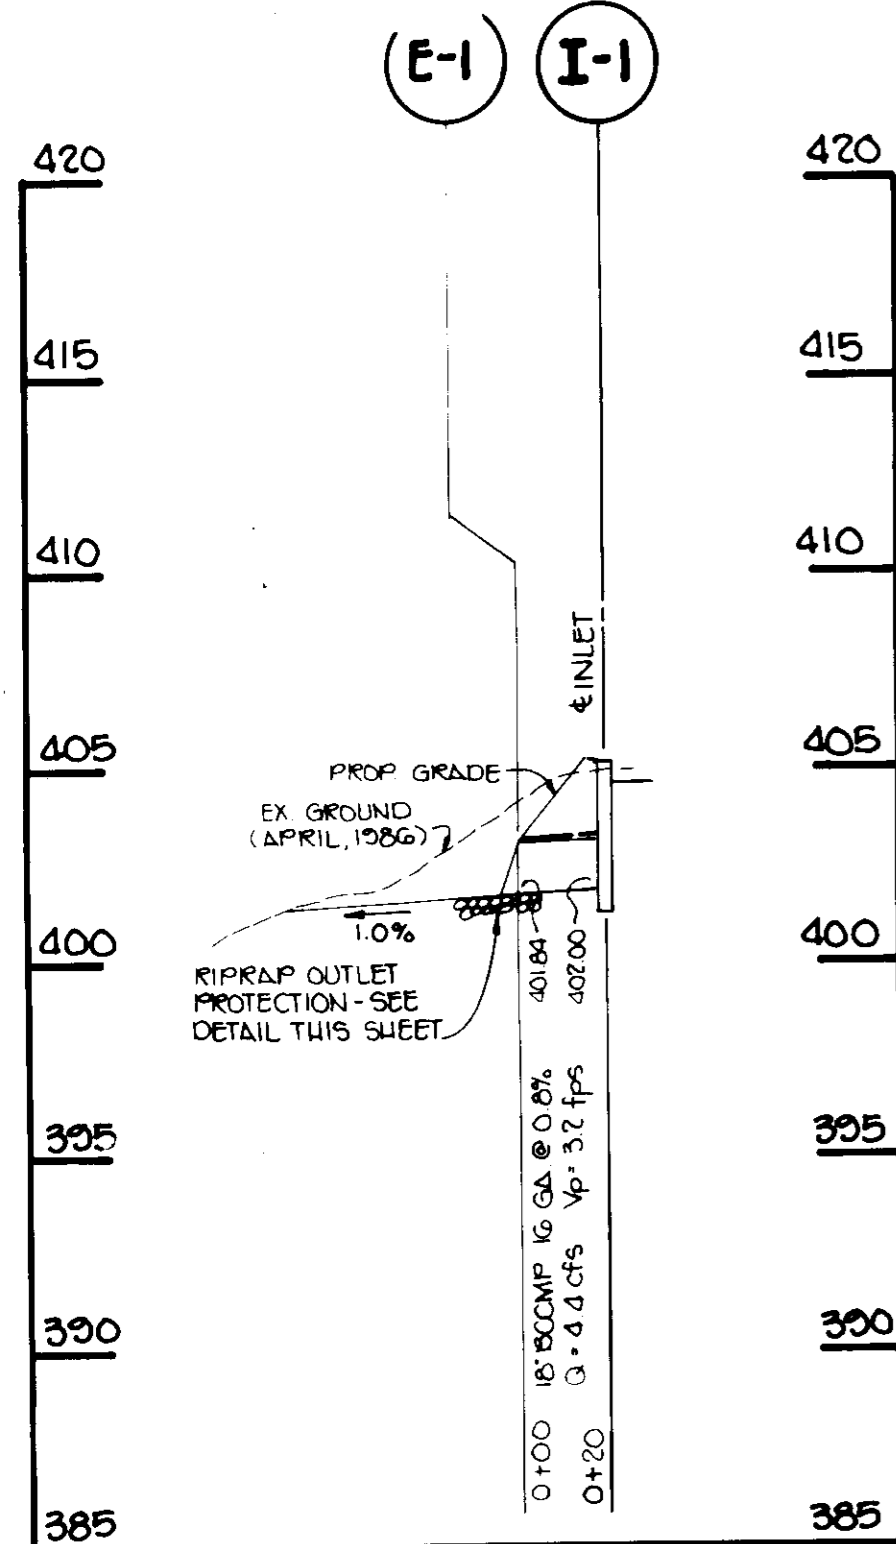 E-1
I-1
420
420
415
415
410
410
℄ INLET
405
405
PROP. GRADE
EX. GROUND
(APRIL, 1986)
1.0%
400
400
401.84
402.00
RIPRAP OUTLET
PROTECTION - SEE
DETAIL THIS SHEET
395
395
18" BCCMP 16 GA. @ 0.8%
Q = 4.4 cfs Vp = 3.2 fps
390
390
0+00
0+20
385
385